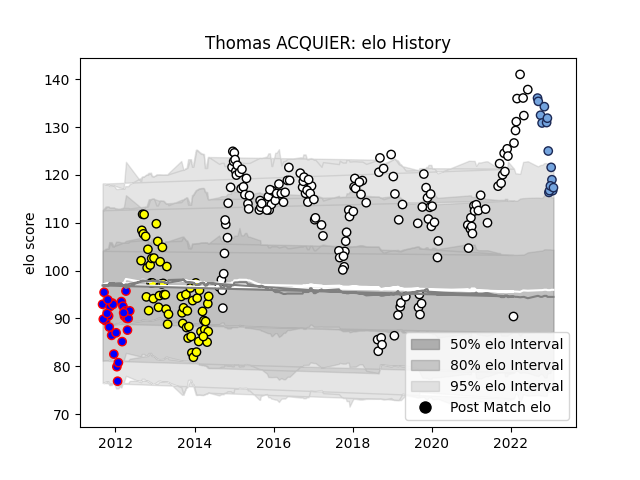 Thomas ACQUIER: elo History
elo score
140
130
120
110
100
90
80
70
2012
2014
2016
2018
2020
2022
50% elo Interval
80% elo Interval
95% elo Interval
Post Match elo